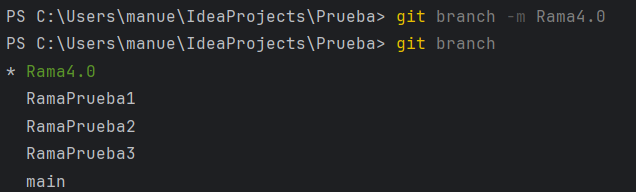 PS C:\Users\manue\IdeaProjects\Prueba> git branch -m Rama4.0
PS C:\Users\manue\IdeaProjects\Prueba> git branch
* Rama4.0
RamaPrueba1
RamaPrueba2
RamaPrueba3
main